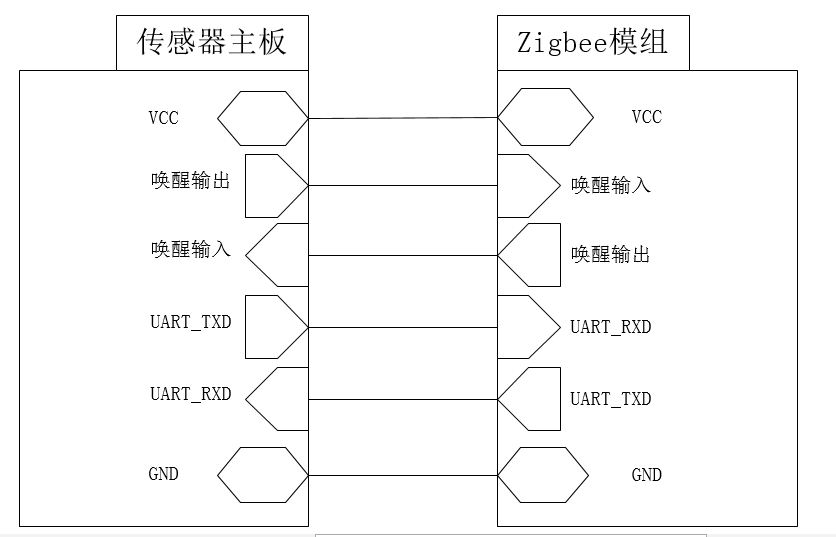 传感器主板
Zigbee模组
VCC
VCC
唤醒输出
唤醒输入
唤醒输入
唤醒输出
UART_TXD
UART_RXD
UART_RXD
UART_TXD
GND
GND